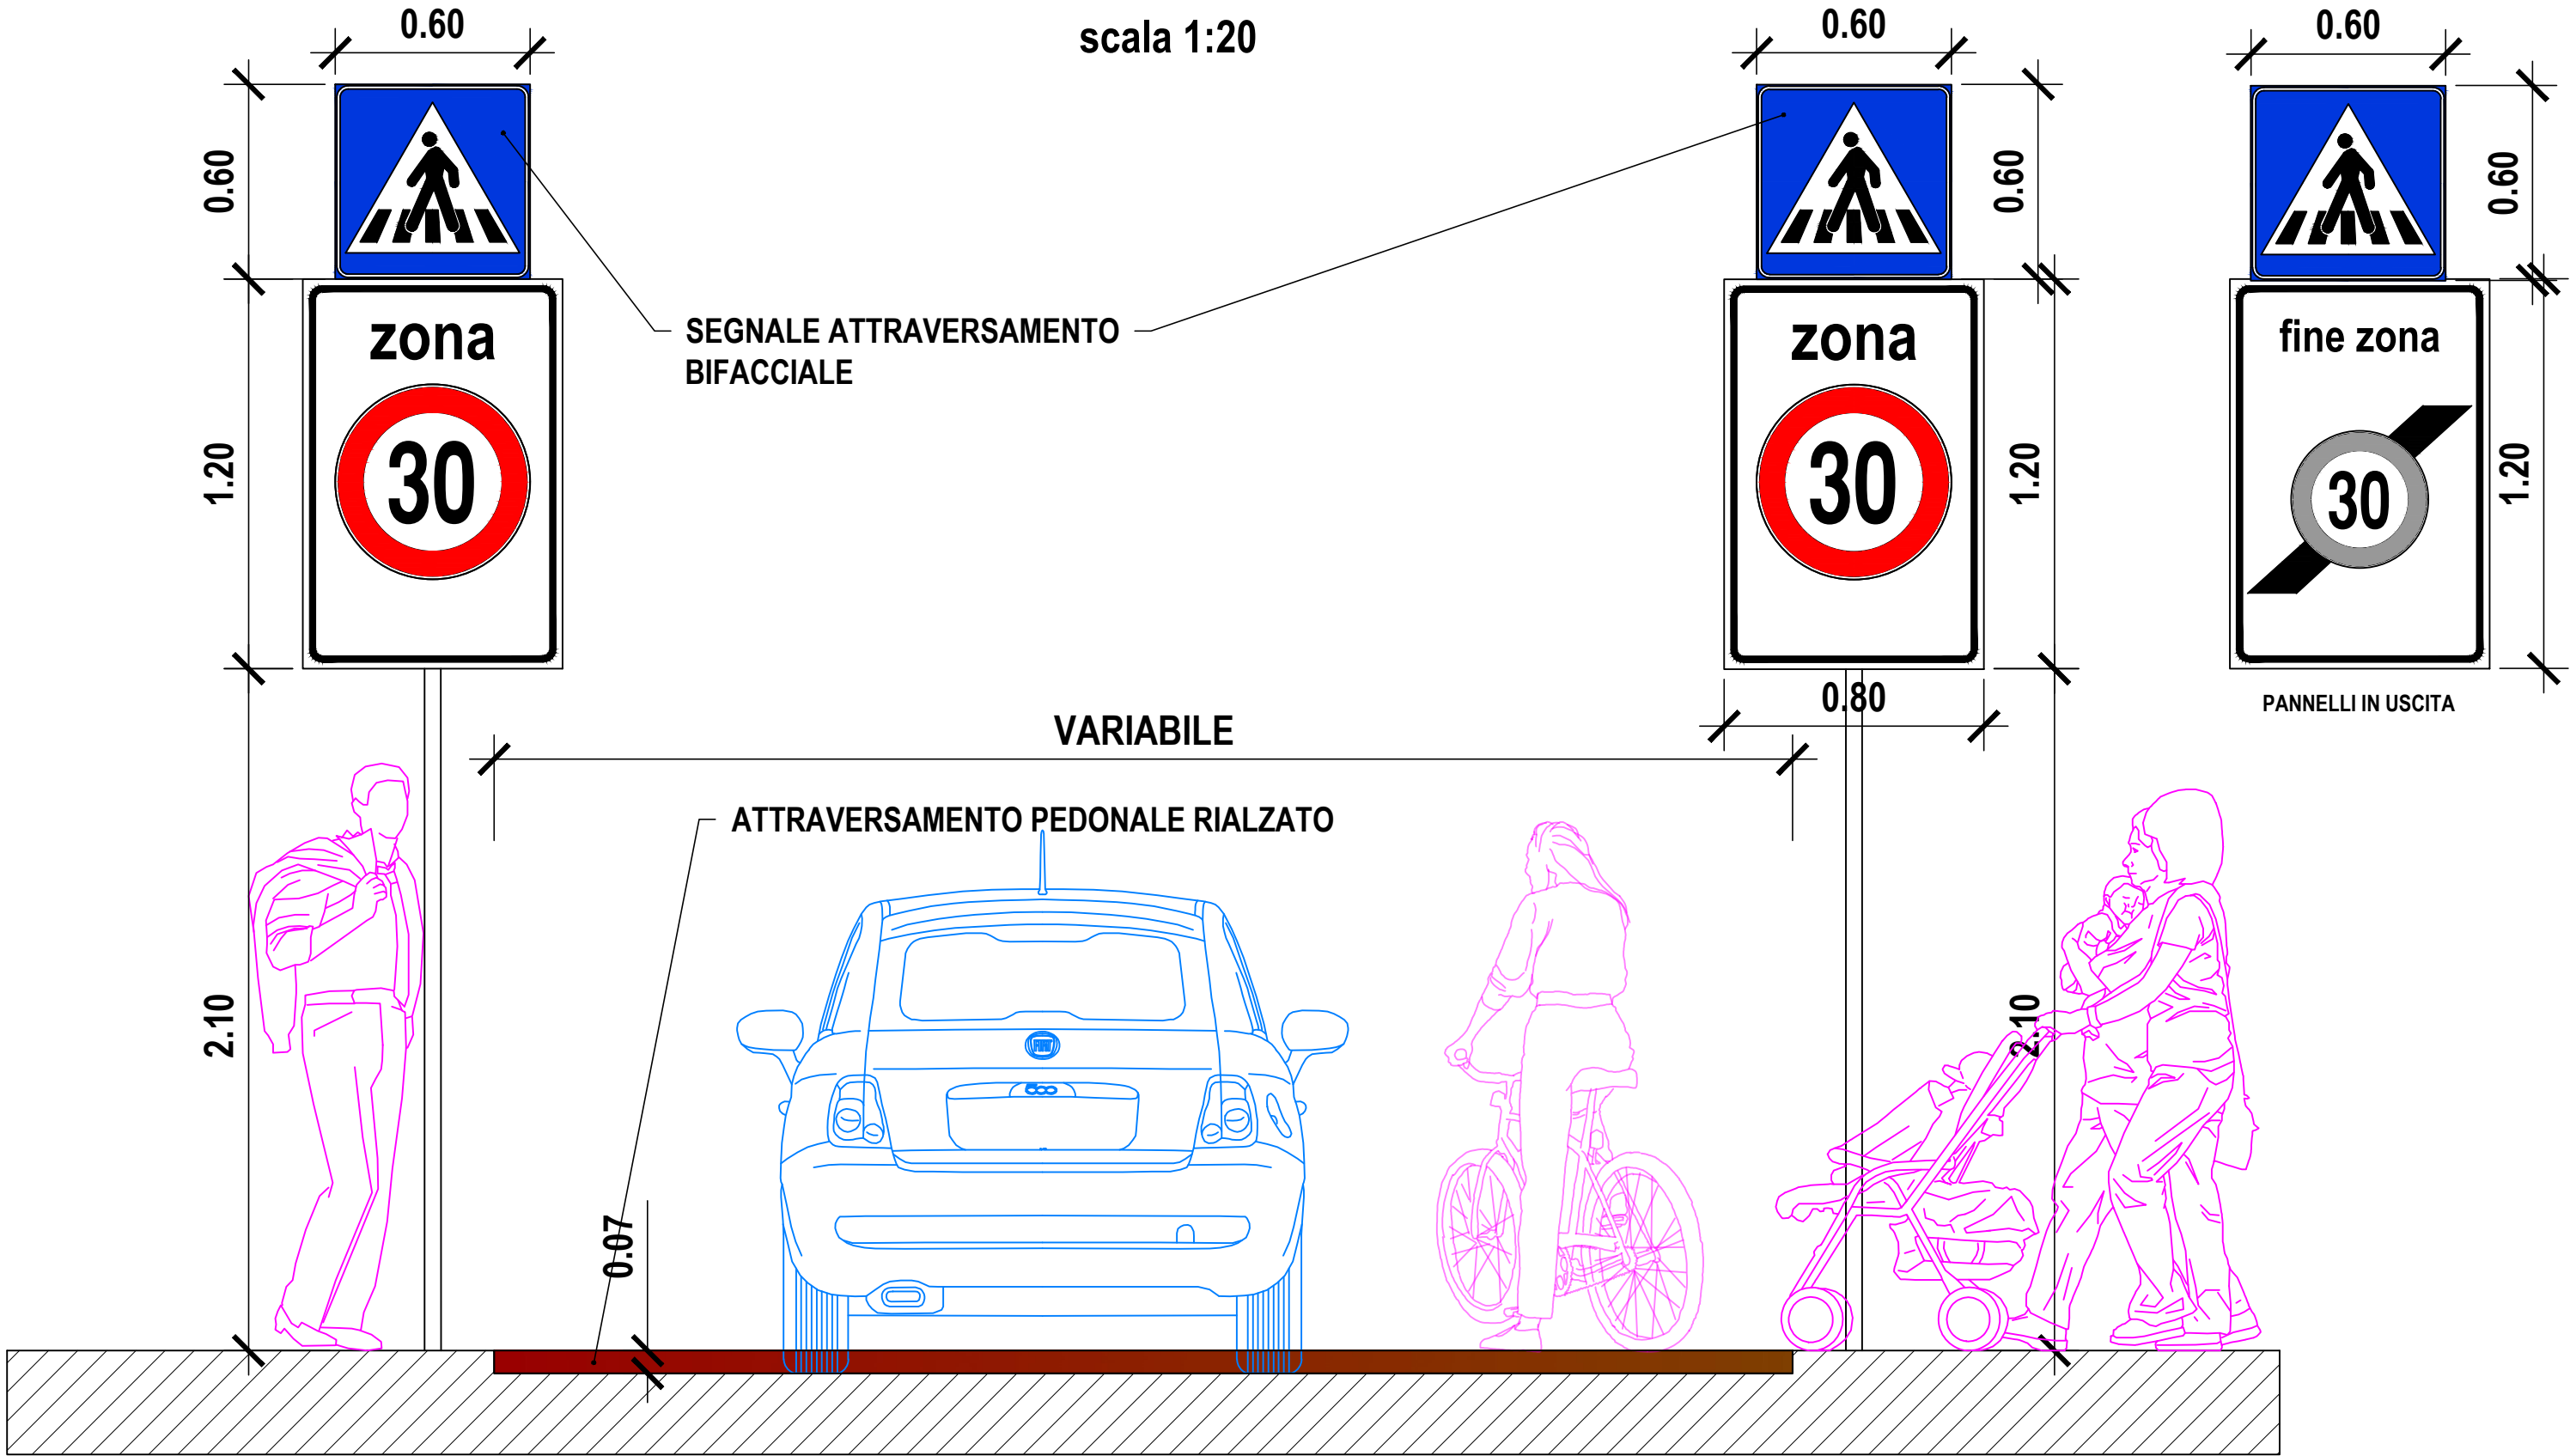 scala 1:20
0.60
0.60
0.60
0.60
0.60
0.60
zona
zona
fine zona
SEGNALE ATTRAVERSAMENTO
BIFACCIALE
30
30
30
1.20
1.20
1.20
0.80
PANNELLI IN USCITA
VARIABILE
ATTRAVERSAMENTO PEDONALE RIALZATO
2.10
2.10
FIAT
500
0.07